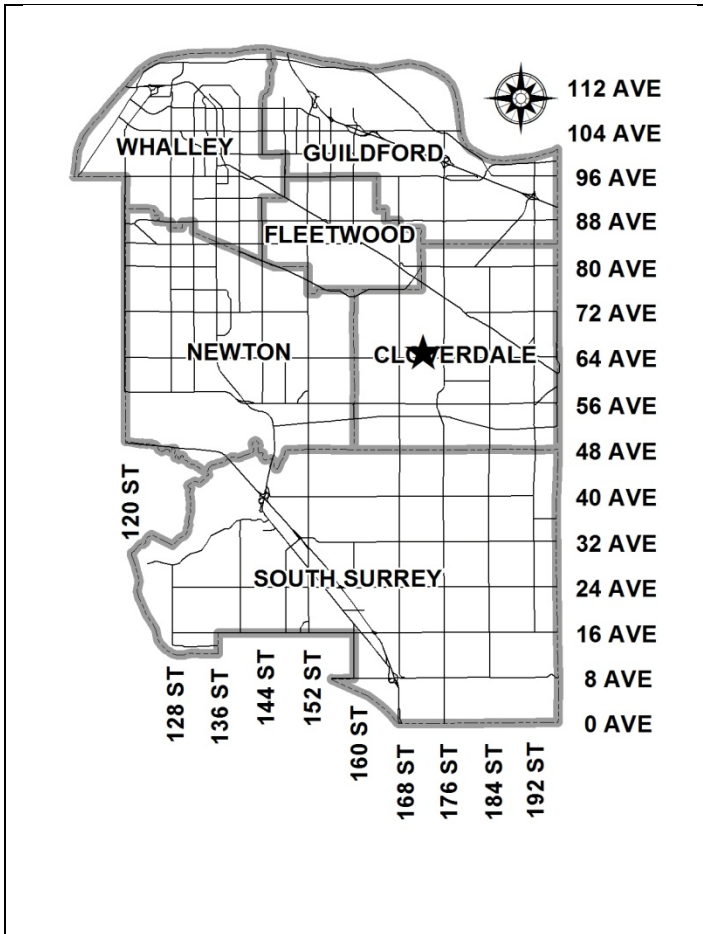 112 AVE
104 AVE
WHALLEY
GUILDFORD
96 AVE
88 AVE
FLEETWOOD
80 AVE
72 AVE
NEWTON
CLOVERDALE
64 AVE
56 AVE
48 AVE
120 ST
40 AVE
32 AVE
SOUTH SURREY
24 AVE
16 AVE
8 AVE
0 AVE
128 ST
136 ST
144 ST
152 ST
160 ST
168 ST
176 ST
184 ST
192 ST